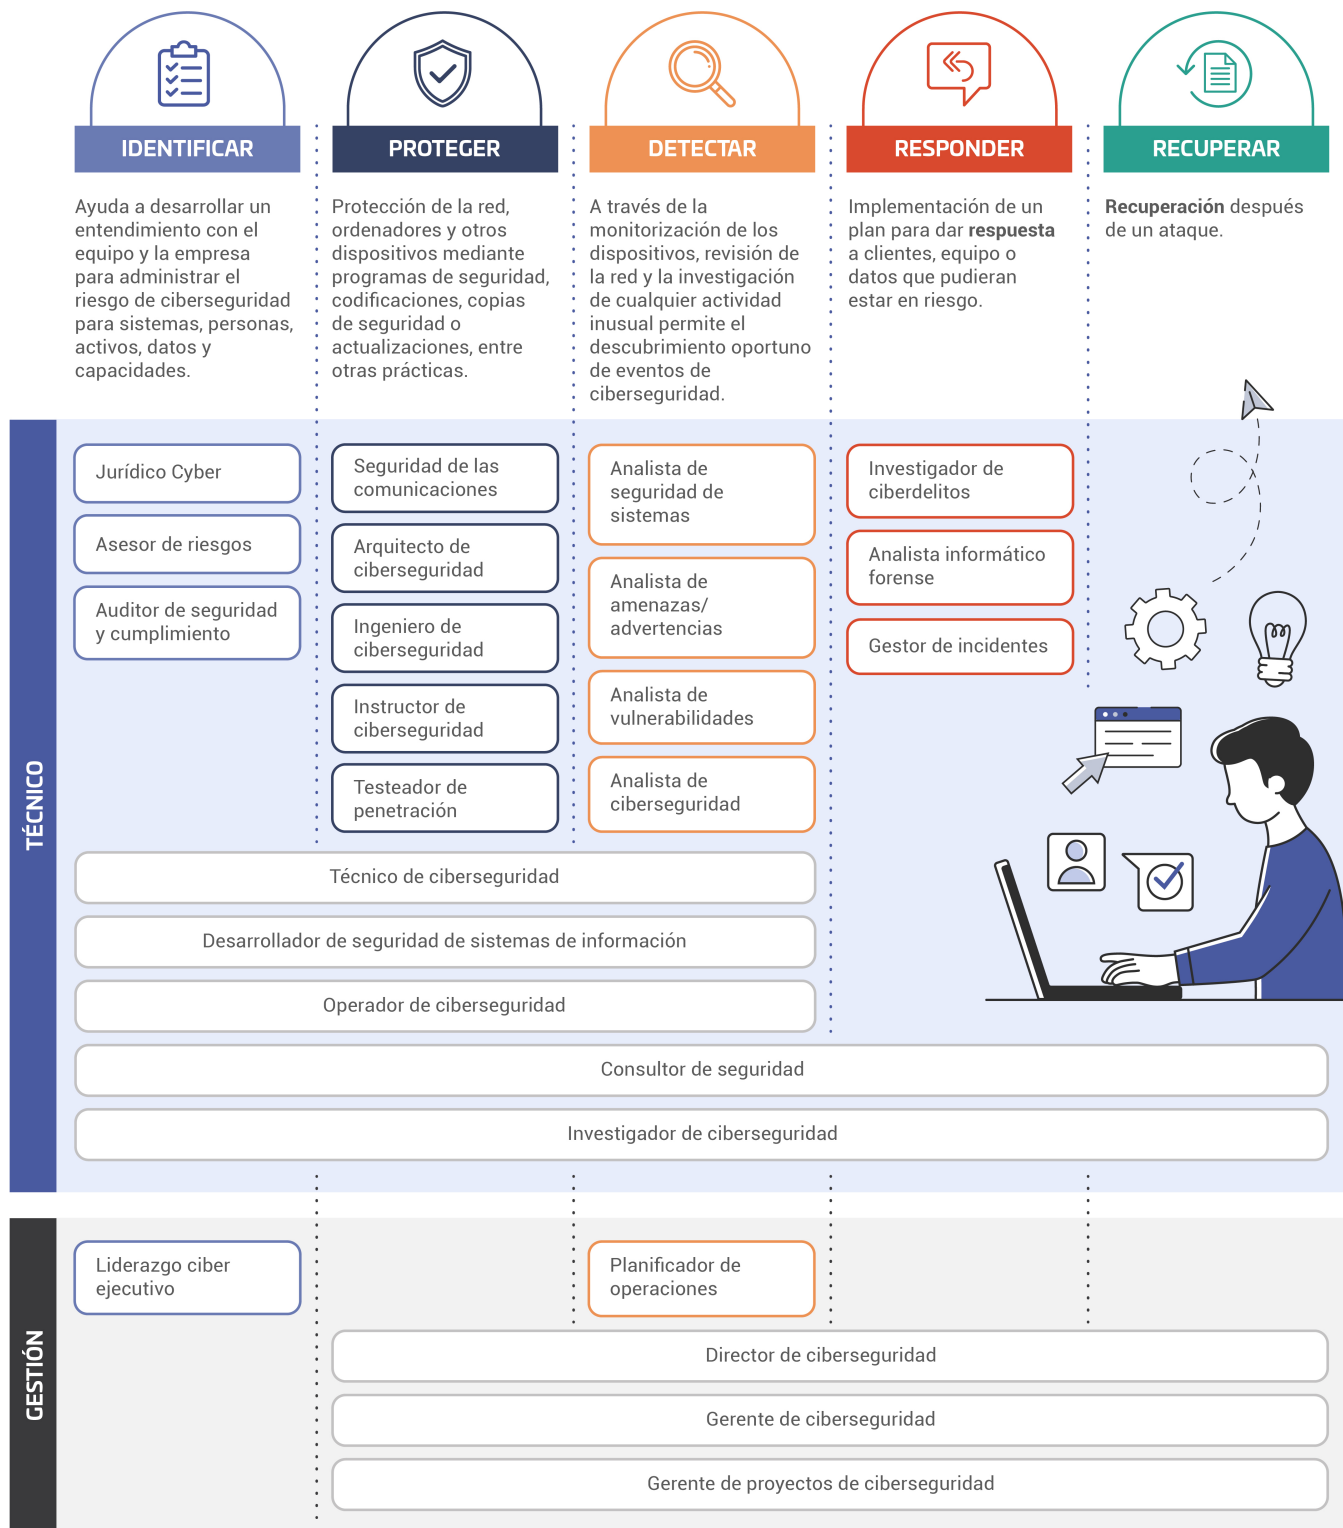 IDENTIFICAR
Ayuda a desarrollar un
entendimiento con el
equipo y la empresa
para administrar el
riesgo de ciberseguridad
para sistemas, personas,
activos, datos y
capacidades.
PROTEGER
Protección de la red,
ordenadores y otros
dispositivos mediante
programas de seguridad,
codificaciones, copias
de seguridad o
actualizaciones, entre
otras prácticas.
DETECTAR
A través de la
monitorización de los
dispositivos, revisión de
la red y la investigación
de cualquier actividad
inusual permite el
descubrimiento oportuno
de eventos de
ciberseguridad.
RESPONDER
Implementación de un
plan para dar respuesta
a clientes, equipo o
datos que pudieran
estar en riesgo.
RECUPERAR
Recuperación después
de un ataque.
TÉCNICO
Jurídico Cyber
Asesor de riesgos
Auditor de seguridad
y cumplimiento
Seguridad de las
comunicaciones
Arquitecto de
ciberseguridad
Ingeniero de
ciberseguridad
Instructor de
ciberseguridad
Testeador de
penetración
Analista de
seguridad de
sistemas
Analista de
amenazas/
advertencias
Analista de
vulnerabilidades
Analista de
ciberseguridad
Investigador de
ciberdelitos
Analista informático
forense
Gestor de incidentes
Técnico de ciberseguridad
Desarrollador de seguridad de sistemas de información
Operador de ciberseguridad
Consultor de seguridad
Investigador de ciberseguridad
GESTIÓN
Liderazgo ciber
ejecutivo
Planificador de
operaciones
Director de ciberseguridad
Gerente de ciberseguridad
Gerente de proyectos de ciberseguridad